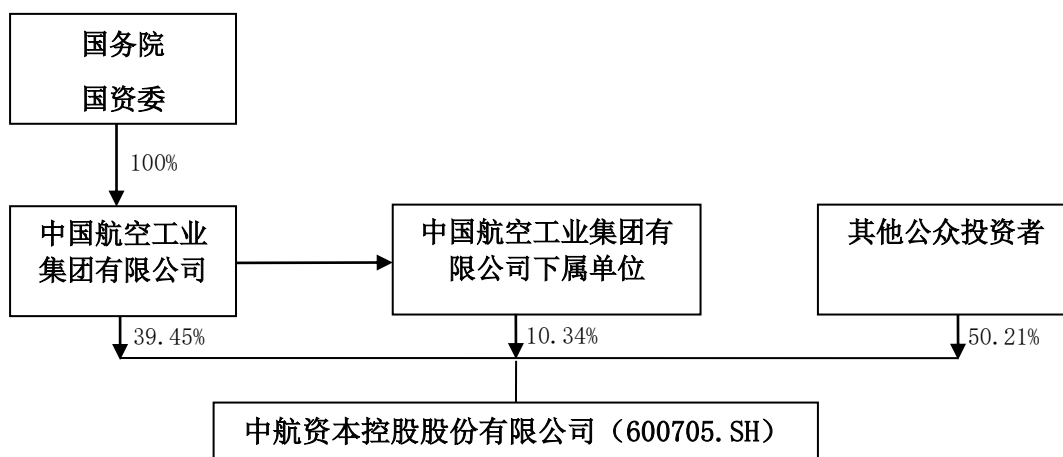 国务院
国资委
100%
中国航空工业
集团有限公司
中国航空工业集团有
限公司下属单位
其他公众投资者
39.45%
10.34%
50.21%
中航资本控股股份有限公司（600705.SH）